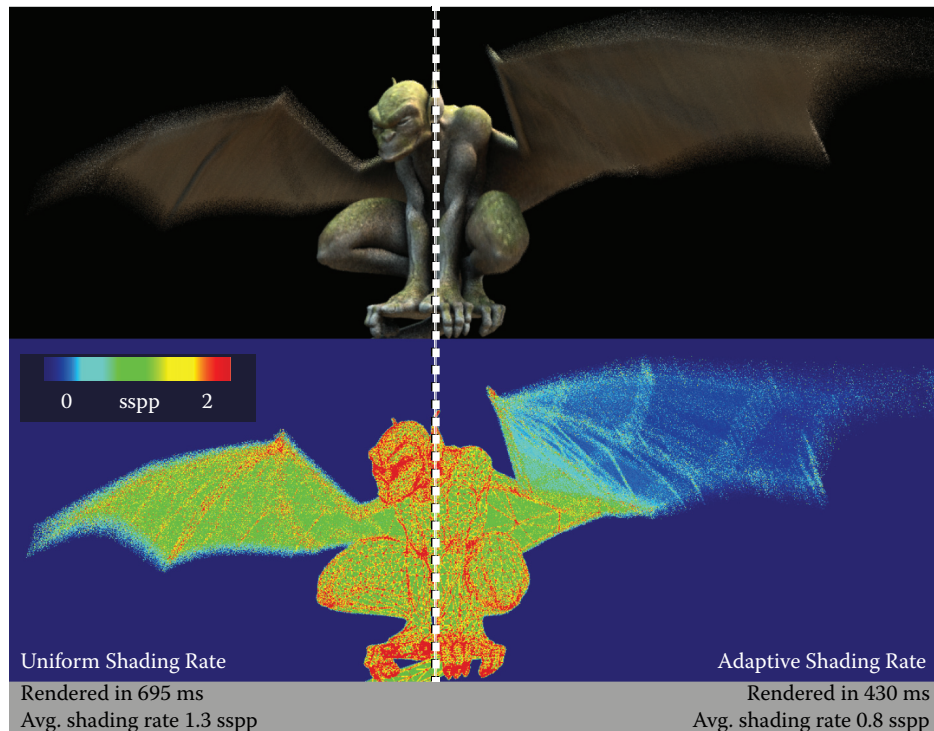 0 sspp 2
Uniform Shading Rate
Adaptive Shading Rate
Rendered in 695 ms
Avg. shading rate 1.3 sspp
Rendered in 430 ms
Avg. shading rate 0.8 sspp